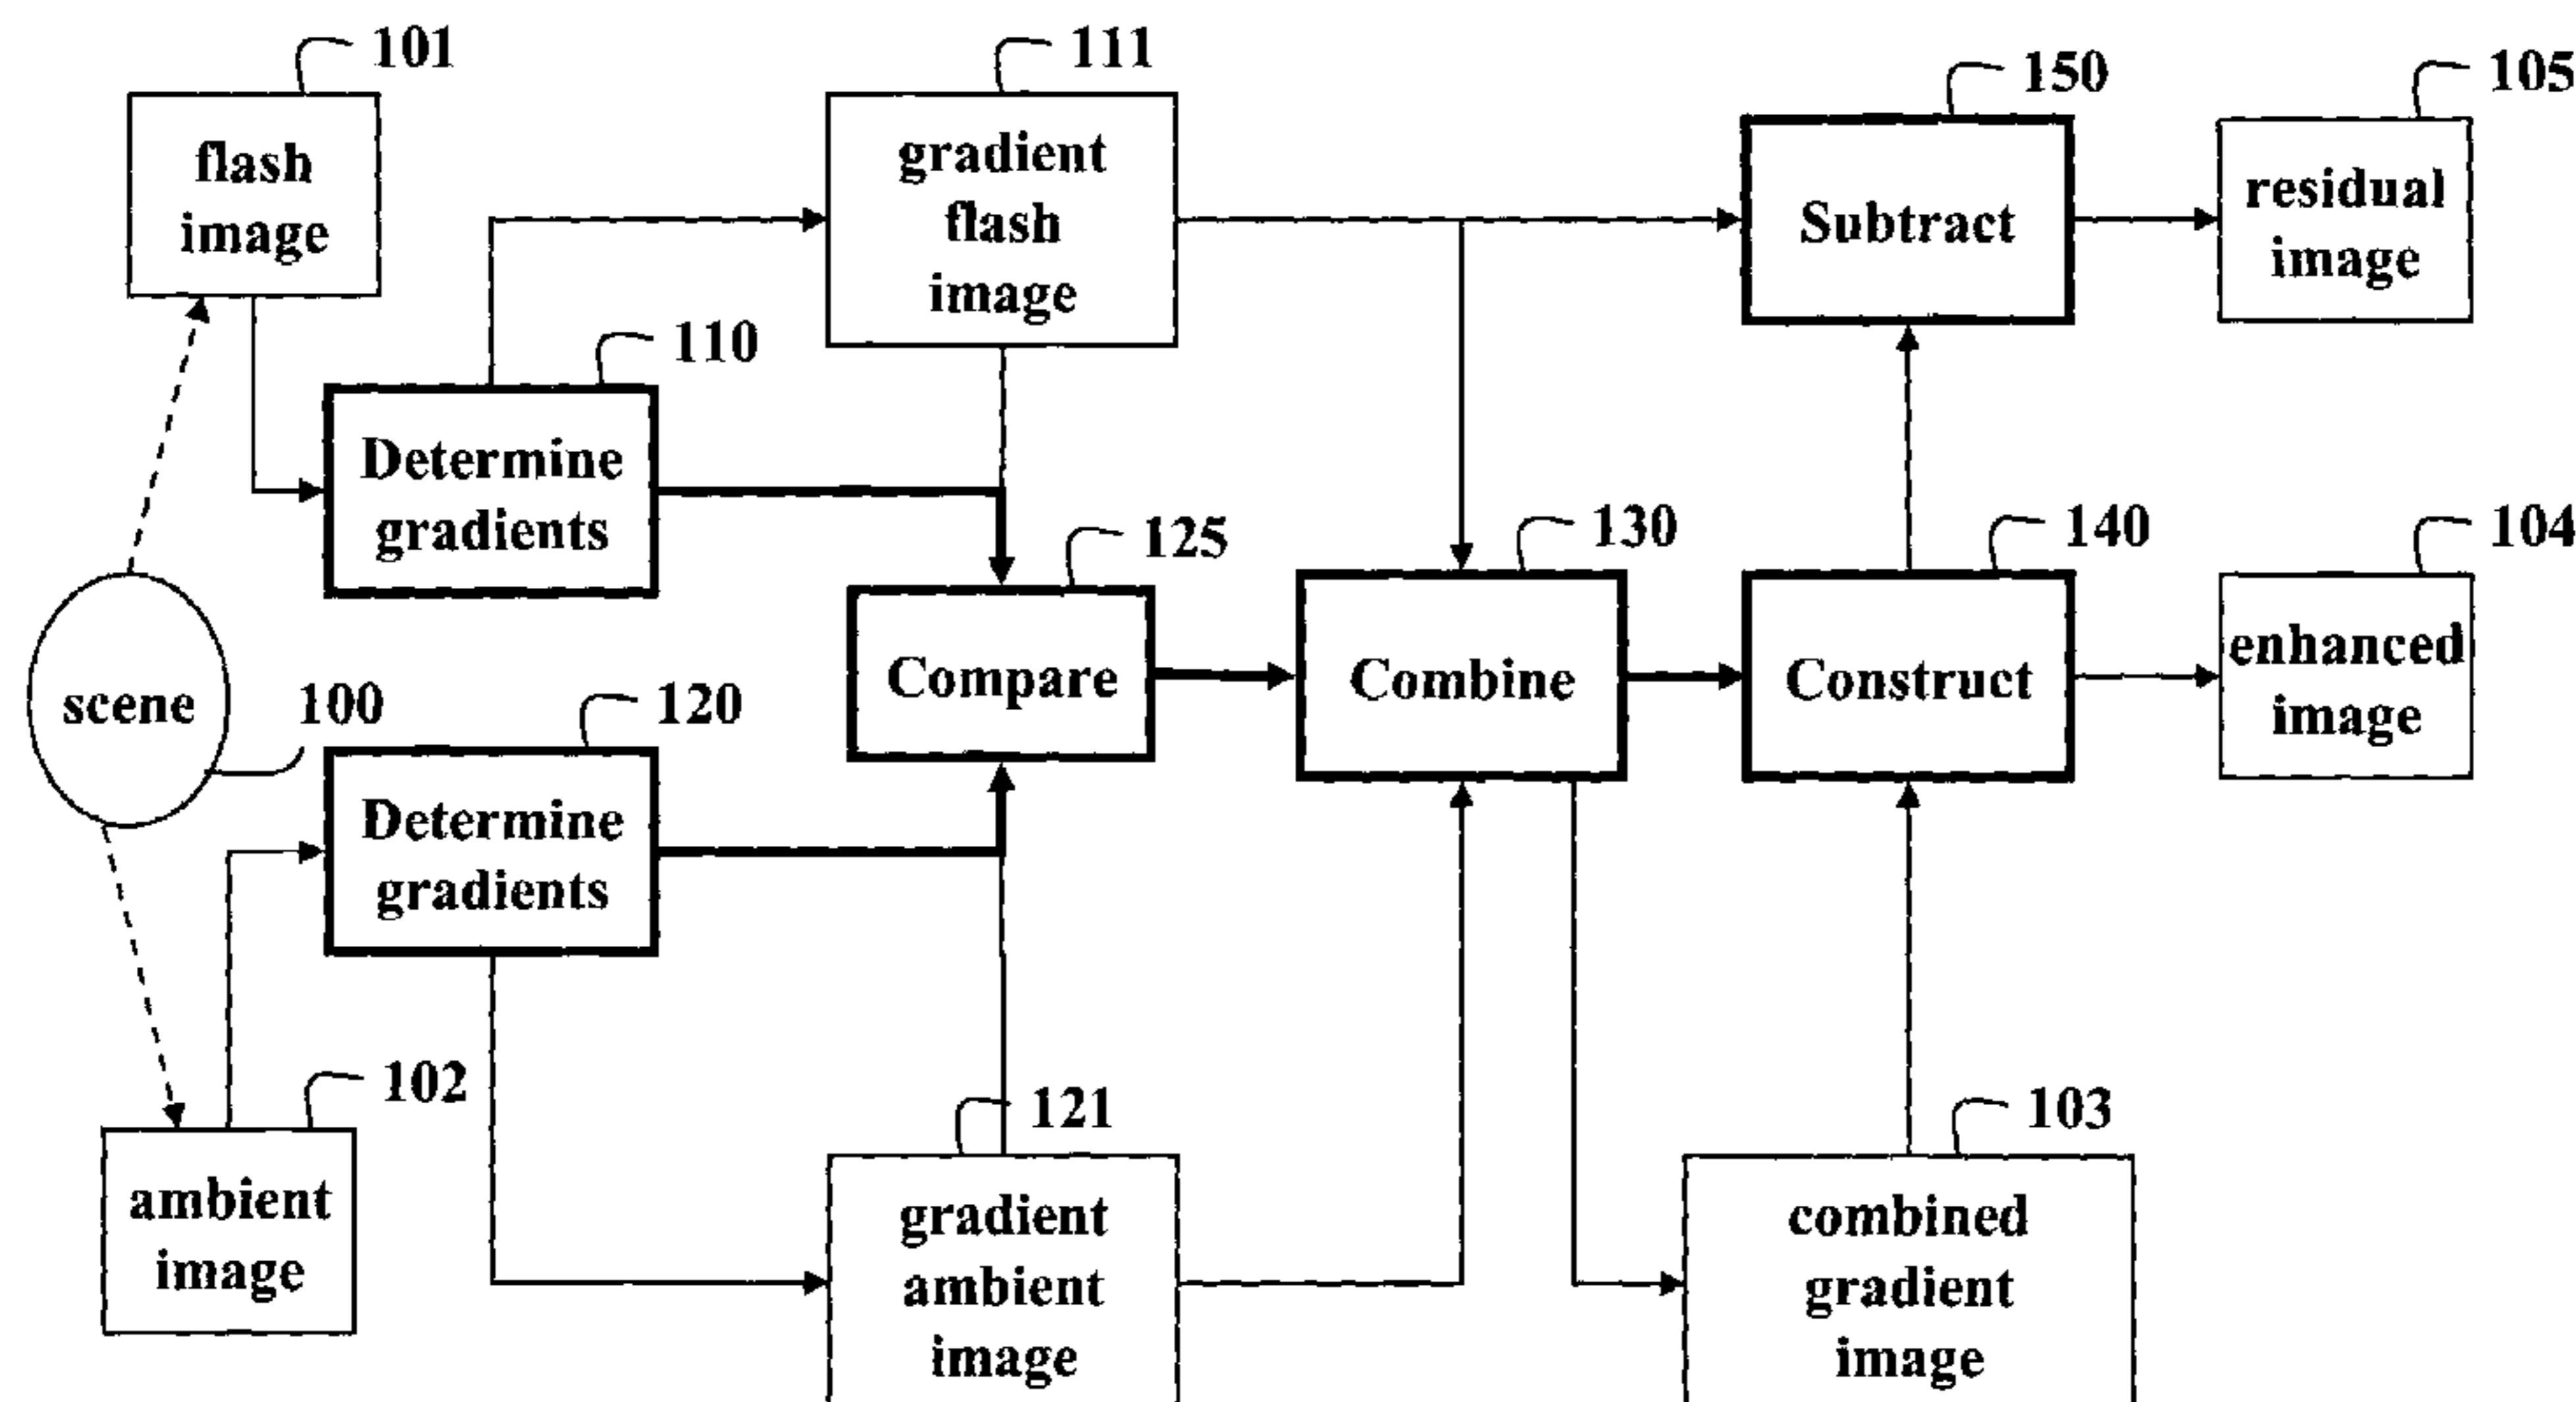 101
flash
image
111
gradient
flash
image
150
Subtract
105
residual
image
110
Determine
gradients
125
Compare
130
Combine
140
Construct
104
enhanced
image
scene
100
120
Determine
gradients
102
ambient
image
121
gradient
ambient
image
103
combined
gradient
image